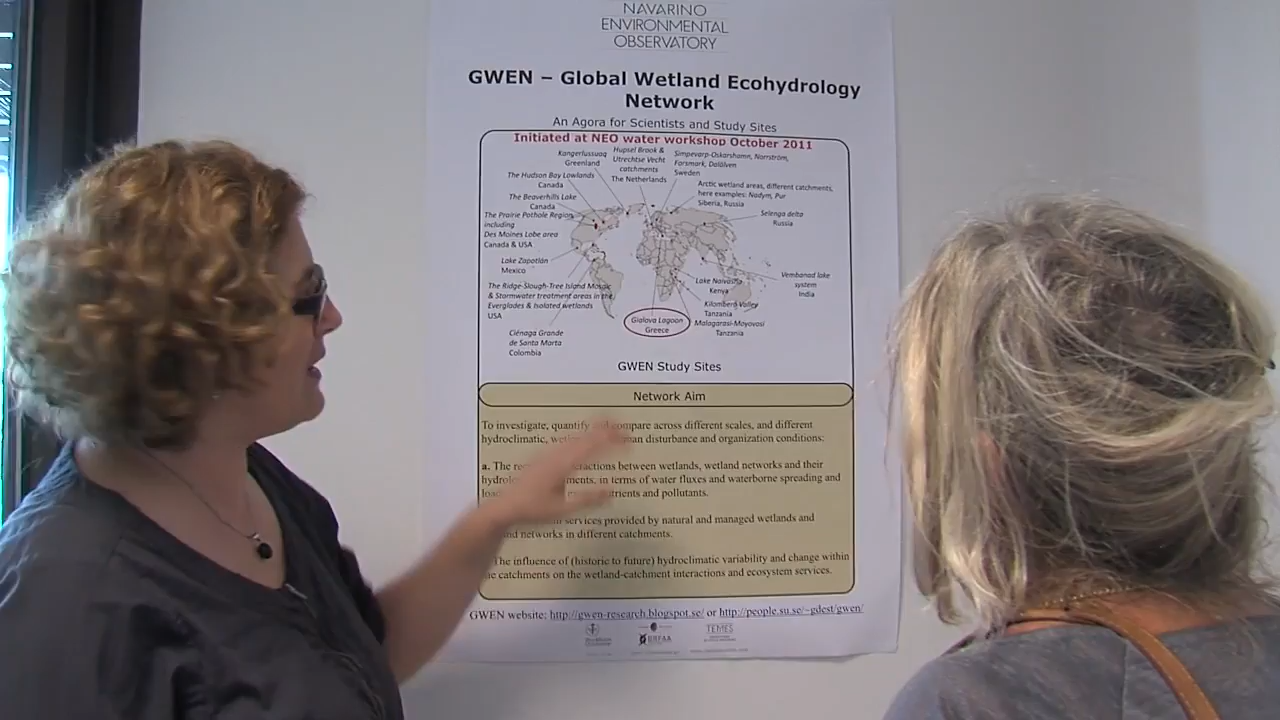 NAVARINO
ENVIRONMENTAL
OBSERVATORY
GWEN – Global Wetland Ecohydrology
Network
An Agora for Scientists and Study Sites
Initiated at NEO water workshop October 2011
Kangerlussuaq
Greenland
Hupsel Brook &
Utrechtse Vecht
catchments
The Netherlands
Simpevarp-Oskarshamn, Norrström,
Forsmark, Dalälven
Sweden
The Hudson Bay Lowlands
Canada
Arctic wetland areas, different catchments,
here examples: Nadym, Pur
Siberia, Russia
The Beaverhills Lake
Canada
The Prairie Pothole Region
including
Des Moines Lobe area
Canada & USA
Selenga delta
Russia
Lake Zapotlán
Mexico
Vembanad lake
system
India
Lake Naivasha
Kenya
The Ridge-Slough-Tree Island Mosaic
& Stormwater treatment areas in the
Everglades & Isolated wetlands
USA
Kilombero Valley
Tanzania
Gialova Lagoon
Greece
Malagarasi-Moyovosi
Tanzania
Ciénaga Grande
de Santa Marta
Colombia
GWEN Study Sites
Network Aim
To investigate, quantify compare across different scales, and different
hydroclimatic, disturbance and organization conditions:
a. The between wetlands, wetland networks and their
in terms of water fluxes and waterborne spreading and
and pollutants.
services provided by natural and managed wetlands and
networks in different catchments.
The influence of (historic to future) hydroclimatic variability and change within
catchments on the wetland-catchment interactions and ecosystem services.
GWEN website: http://gwen-research.blogspot.se/ or http://people.su.se/~gdest/gwen/
BRFAA
TEMES